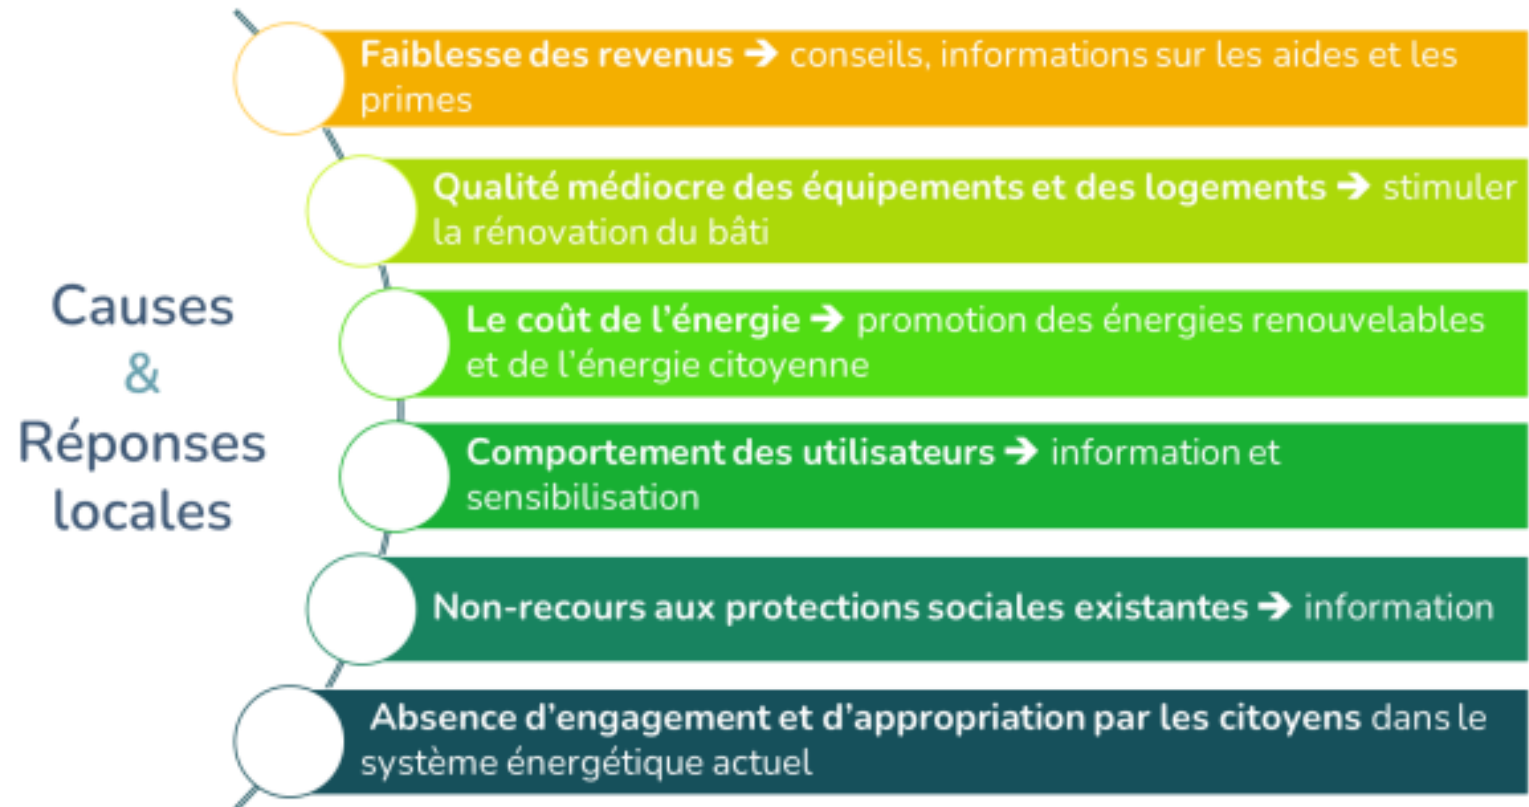 Causes
&
Réponses
locales
Faiblesse des revenus ➔ conseils, informations sur les aides et les
primes
Qualité médiocre des équipements et des logements ➔ stimuler
la rénovation du bâti
Le coût de l’énergie ➔ promotion des énergies renouvelables
et de l’énergie citoyenne
Comportement des utilisateurs ➔ information et
sensibilisation
Non-recours aux protections sociales existantes ➔ information
Absence d’engagement et d’appropriation par les citoyens dans le
système énergétique actuel